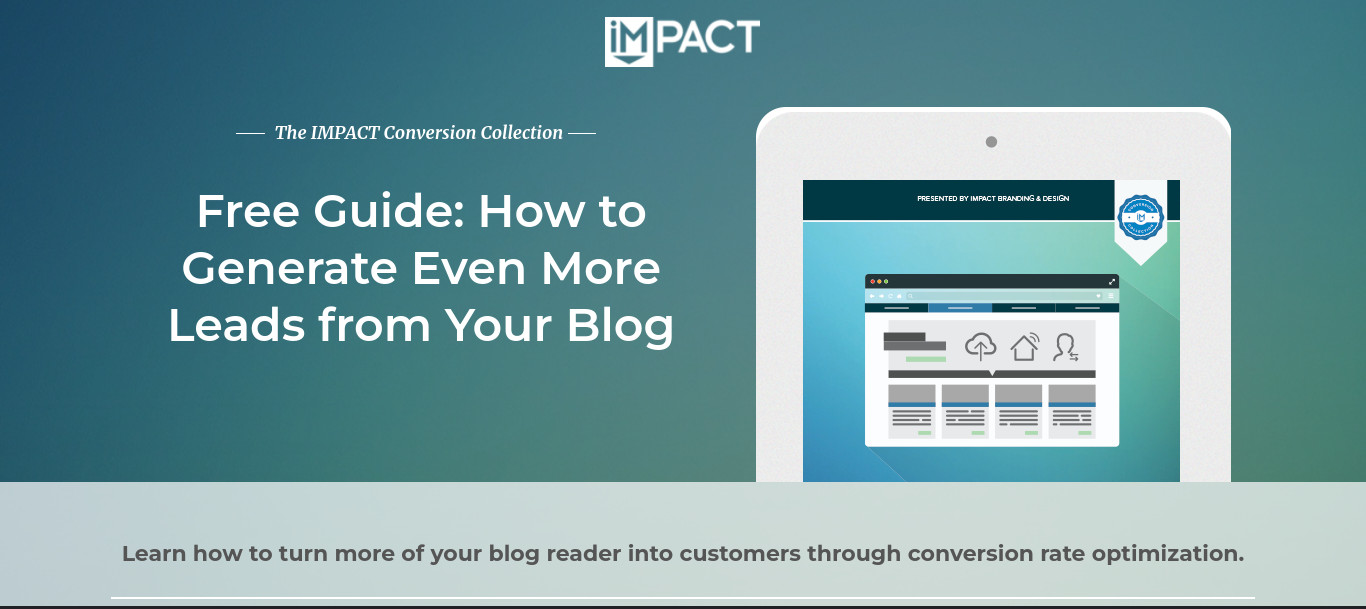 iMPACT
The IMPACT Conversion Collection
Free Guide: How to
Generate Even More
Leads from Your Blog
PRESENTED BY IMPACT BRANDING & DESIGN
CONVERSION
iM
COLLECTION
Learn how to turn more of your blog reader into customers through conversion rate optimization.